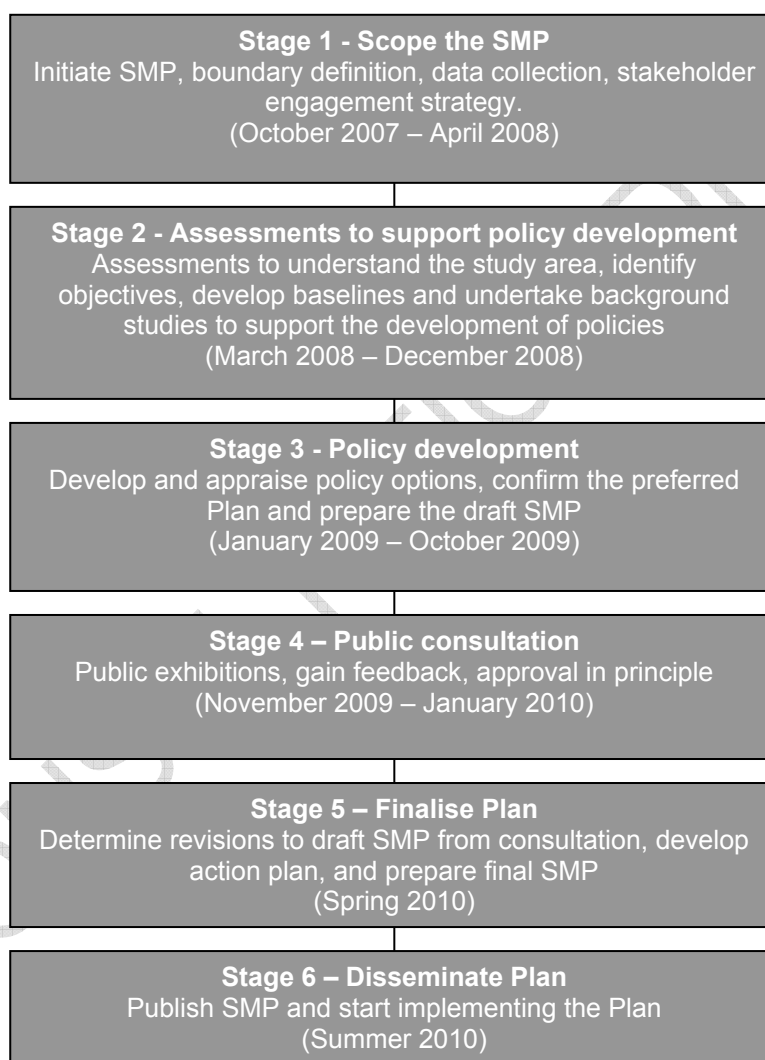 Stage 1 - Scope the SMP
Initiate SMP, boundary definition, data collection, stakeholder
engagement strategy.
(October 2007 – April 2008)
Stage 2 - Assessments to support policy development
Assessments to understand the study area, identify
objectives, develop baselines and undertake background
studies to support the development of policies
(March 2008 – December 2008)
Stage 3 - Policy development
Develop and appraise policy options, confirm the preferred
Plan and prepare the draft SMP
(January 2009 – October 2009)
Stage 4 – Public consultation
Public exhibitions, gain feedback, approval in principle
(November 2009 – January 2010)
Stage 5 – Finalise Plan
Determine revisions to draft SMP from consultation, develop
action plan, and prepare final SMP
(Spring 2010)
Stage 6 – Disseminate Plan
Publish SMP and start implementing the Plan
(Summer 2010)